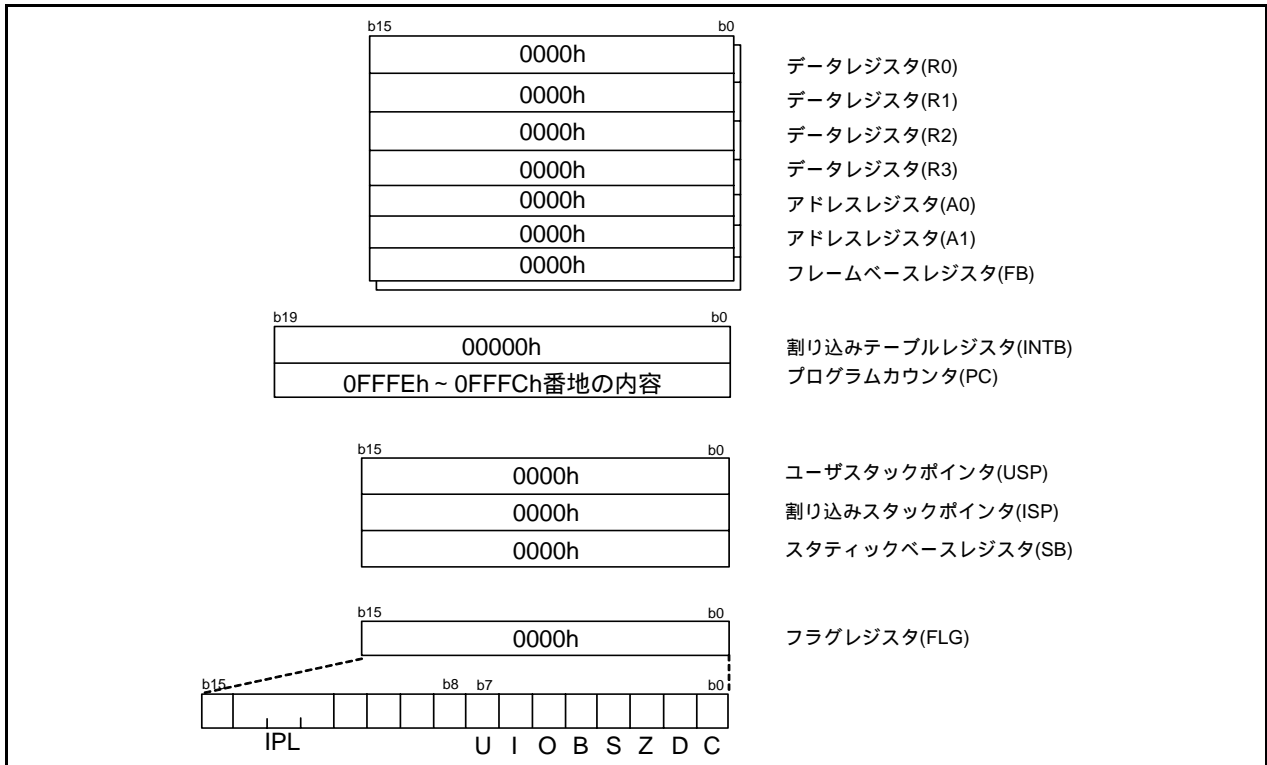 b15 b0
0000h データレジスタ(R0)
0000h データレジスタ(R1)
0000h データレジスタ(R2)
0000h データレジスタ(R3)
0000h アドレスレジスタ(A0)
0000h アドレスレジスタ(A1)
0000h フレームベースレジスタ(FB)
b19 b0
00000h 割り込みテーブルレジスタ(INTB)
0FFFEh ~ 0FFFCh番地の内容 プログラムカウンタ(PC)
b15 b0
0000h ユーザスタックポインタ(USP)
0000h 割り込みスタックポインタ(ISP)
0000h スタティックベースレジスタ(SB)
b15 b0
0000h フラグレジスタ(FLG)
b15 b8 b7 b0
IPL U I O B S Z D C